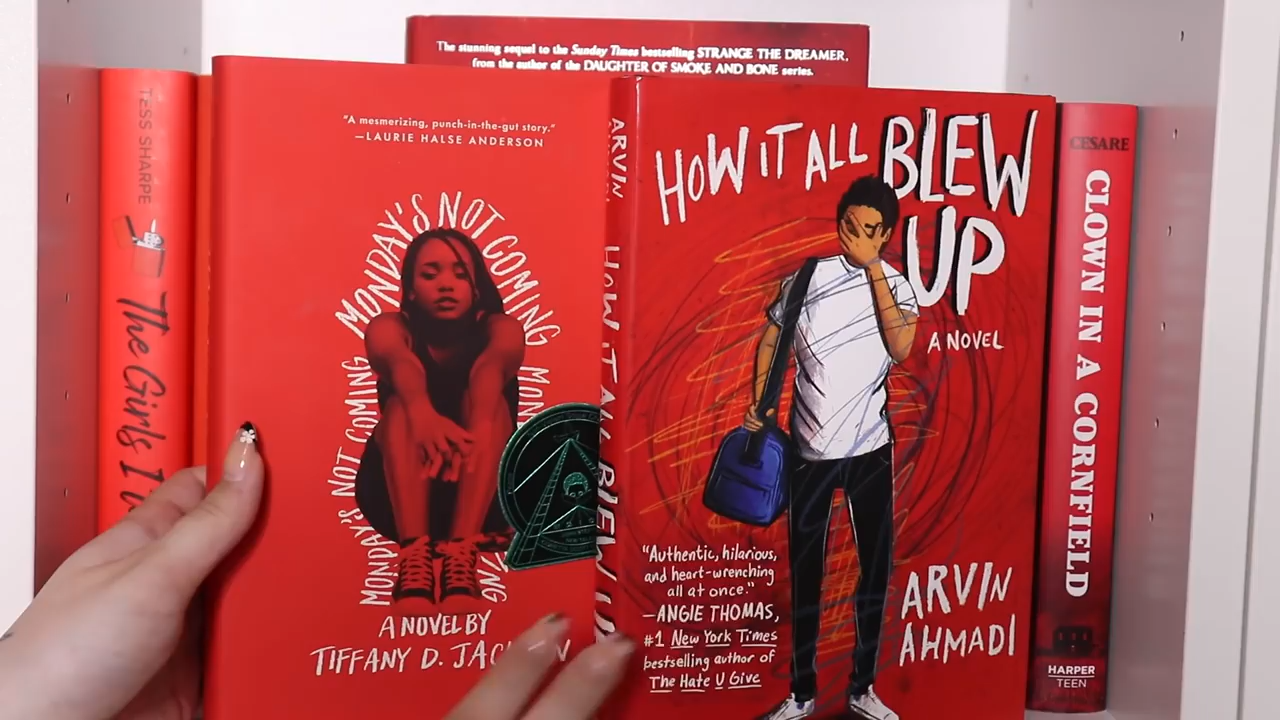 The stunning sequel to the Sunday Times bestselling STRANGE THE DREAMER,
from the author of the DAUGHTER OF SMOKE AND BONE series.
TESS SHARPE
The Girls I
"A mesmerizing, punch-in-the-gut story."
—LAURIE HALSE ANDERSON
MONDAY'S NOT COMING MONDAY'S NOT COMING
A NOVEL BY
TIFFANY D.
ARVIN
HOW IT ALL BLEW UP
HOW IT ALL BLEW
UP
A NOVEL
"Authentic, hilarious,
and heart-wrenching
all at once."
—ANGIE THOMAS,
#1 New York Times
bestselling author of
The Hate U Give
ARVIN
AHMADI
CESARE
CLOWN IN A CORNFIELD
HARPER
TEEN